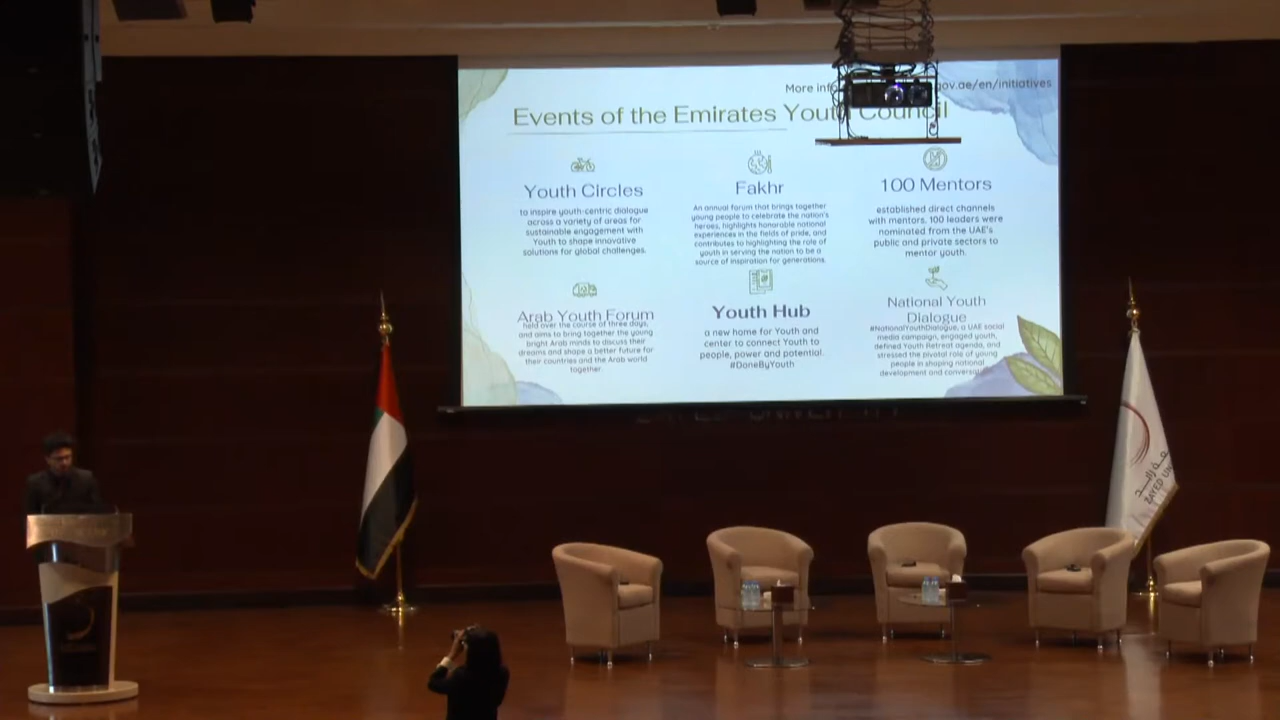 More info gov.ae/en/initiatives
Events of the Emirates Youth Council
Youth Circles
to inspire youth-centric dialogue
across a variety of areas for
sustainable engagement with
Youth to shape innovative
solutions for global challenges.
Fakhr
An annual forum that brings together
young people to celebrate the nation's
heroes, highlights honorable national
experiences in the fields of pride, and
contributes to highlighting the role of
youth in serving the nation to be a
source of inspiration for generations.
100 Mentors
established direct channels
with mentors. 100 leaders were
nominated from the UAE's
public and private sectors to
mentor youth.
Arab Youth Forum
held over the course of three days,
and aims to bring together the young
bright Arab minds to discuss their
dreams and shape a better future for
their countries and the Arab world
together.
Youth Hub
a new home for Youth and
center to connect Youth to
people, power and potential.
#DoneByYouth
National Youth
Dialogue
#NationalYouthDialogue, a UAE social
media campaign, engaged youth,
defined Youth Retreat agenda, and
stressed the pivotal role of young
people in shaping national
development and conversation.
ZAYED UN